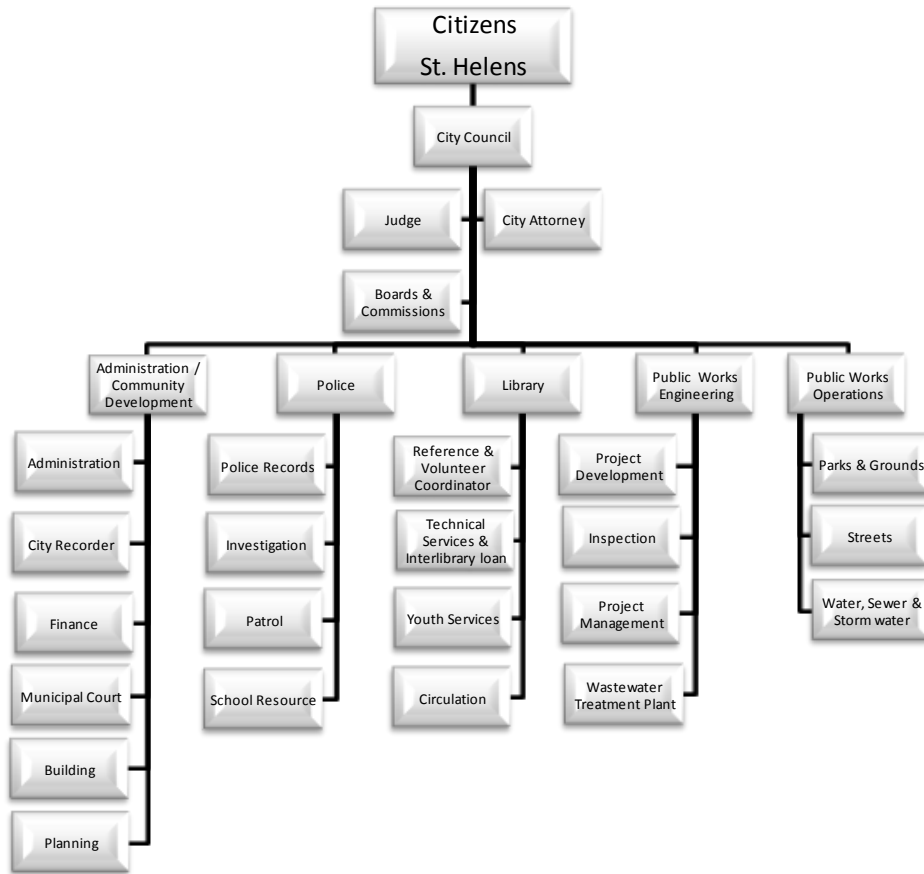 Citizens
St. Helens
City Council
Judge
City Attorney
Boards &
Commissions
Administration /
Community
Development
Police
Library
Public Works
Engineering
Public Works
Operations
Administration
City Recorder
Finance
Municipal Court
Building
Planning
Police Records
Investigation
Patrol
School Resource
Reference &
Volunteer
Coordinator
Technical
Services &
Interlibrary loan
Youth Services
Circulation
Project
Development
Inspection
Project
Management
Wastewater
Treatment Plant
Parks & Grounds
Streets
Water, Sewer &
Storm water